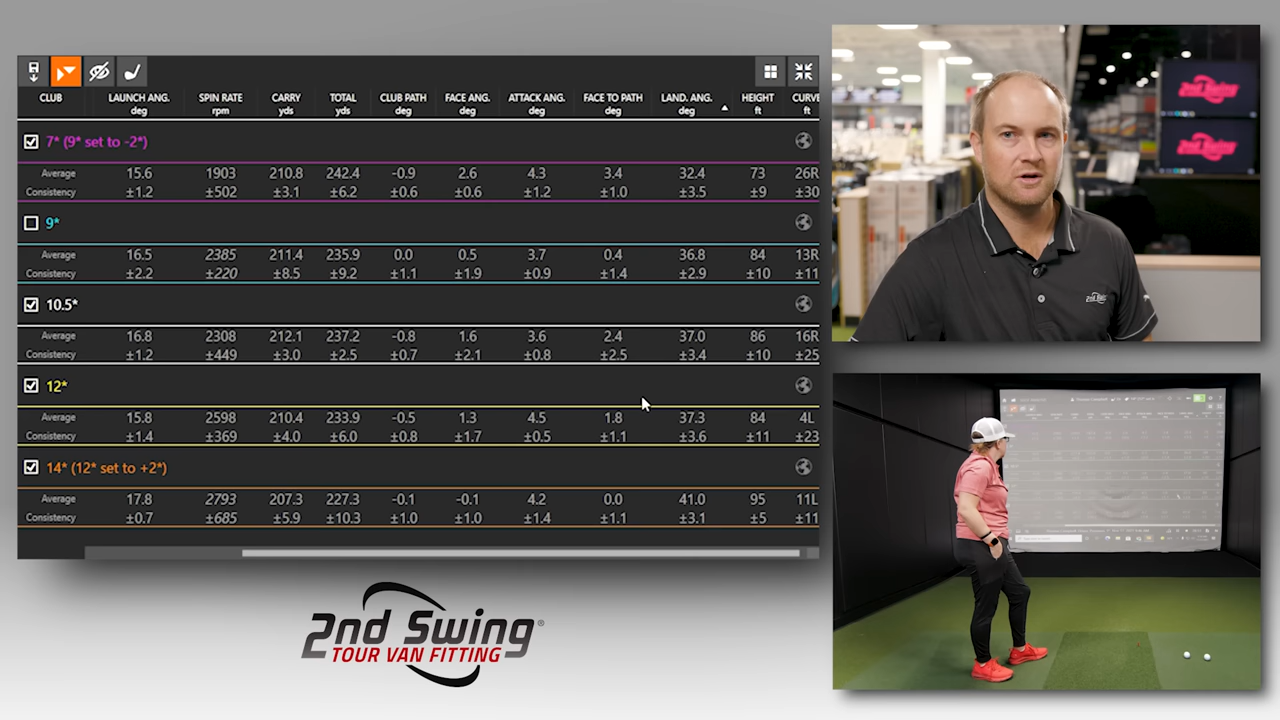 CLUB LAUNCH ANG. SPIN RATE CARRY TOTAL CLUB PATH FACE ANG. ATTACK ANG. FACE TO PATH LAND. ANG. HEIGHT CURVE
deg rpm yds yds deg deg deg deg deg ft ft
7* (9* set to -2*)
Average 15.6 1903 210.8 242.4 -0.9 2.6 4.3 3.4 32.4 73 26R
Consistency ±1.2 ±502 ±3.1 ±6.2 ±0.6 ±0.6 ±1.2 ±1.0 ±3.5 ±9 ±30
9*
Average 16.5 2385 211.4 235.9 0.0 0.5 3.7 0.4 36.8 84 13R
Consistency ±2.2 ±220 ±8.5 ±9.2 ±1.1 ±1.9 ±0.9 ±1.4 ±2.9 ±10 ±11
10.5*
Average 16.8 2308 212.1 237.2 -0.8 1.6 3.6 2.4 37.0 86 16R
Consistency ±1.2 ±449 ±3.0 ±2.5 ±0.7 ±2.1 ±0.8 ±2.5 ±3.4 ±10 ±25
12*
Average 15.8 2598 210.4 233.9 -0.5 1.3 4.5 1.8 37.3 84 4L
Consistency ±1.4 ±369 ±4.0 ±6.0 ±0.8 ±1.7 ±0.5 ±1.1 ±3.6 ±11 ±23
14* (12* set to +2*)
Average 17.8 2793 207.3 227.3 -0.1 -0.1 4.2 0.0 41.0 95 11L
Consistency ±0.7 ±685 ±5.9 ±10.3 ±1.0 ±1.0 ±1.4 ±1.1 ±3.1 ±5 ±11
2nd Swing®
TOUR VAN FITTING
2nd Swing
2nd Swing
2nd Swing